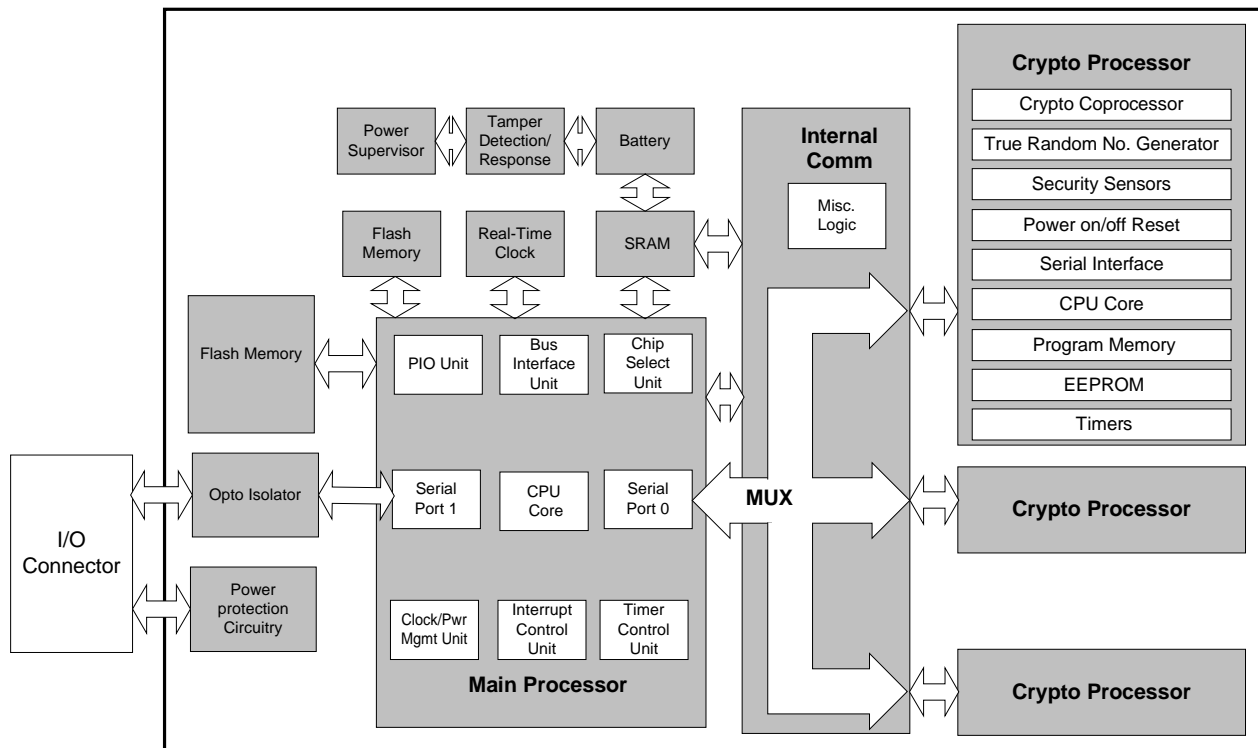 Crypto Processor
Crypto Coprocessor
True Random No. Generator
Security Sensors
Power on/off Reset
Serial Interface
CPU Core
Program Memory
EEPROM
Timers
Power
Supervisor
Tamper
Detection/
Response
Battery
Internal
Comm
Misc.
Logic
Flash
Memory
Real-Time
Clock
SRAM
Flash Memory
PIO Unit
Bus
Interface
Unit
Chip
Select
Unit
I/O
Connector
Opto Isolator
Serial
Port 1
CPU
Core
Serial
Port 0
MUX
Crypto Processor
Power
protection
Circuitry
Clock/Pwr
Mgmt Unit
Interrupt
Control
Unit
Timer
Control
Unit
Main Processor
Crypto Processor